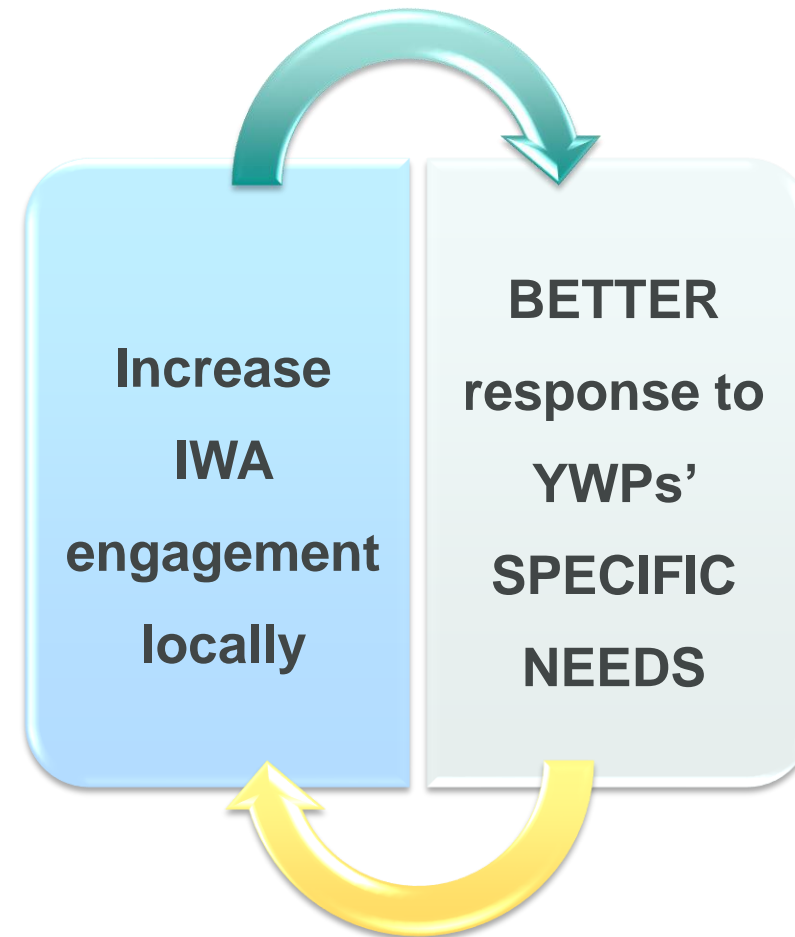 Increase
IWA
engagement
locally
BETTER
response to
YWPs’
SPECIFIC
NEEDS